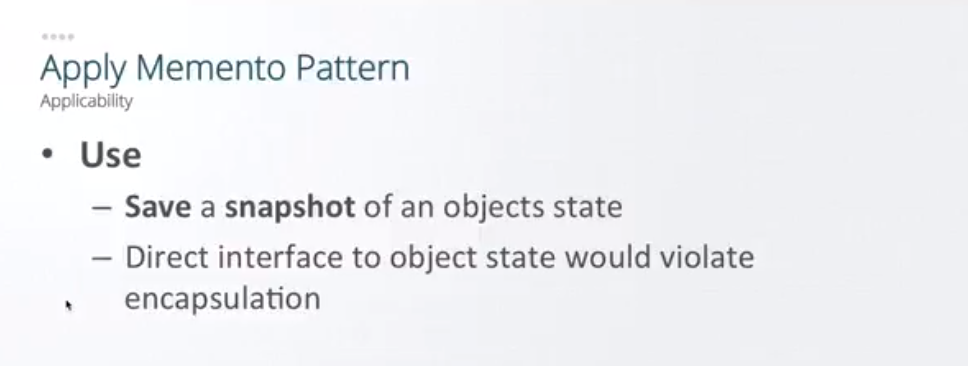 Apply Memento Pattern
Applicability
• Use
– Save a snapshot of an objects state
– Direct interface to object state would violate
encapsulation